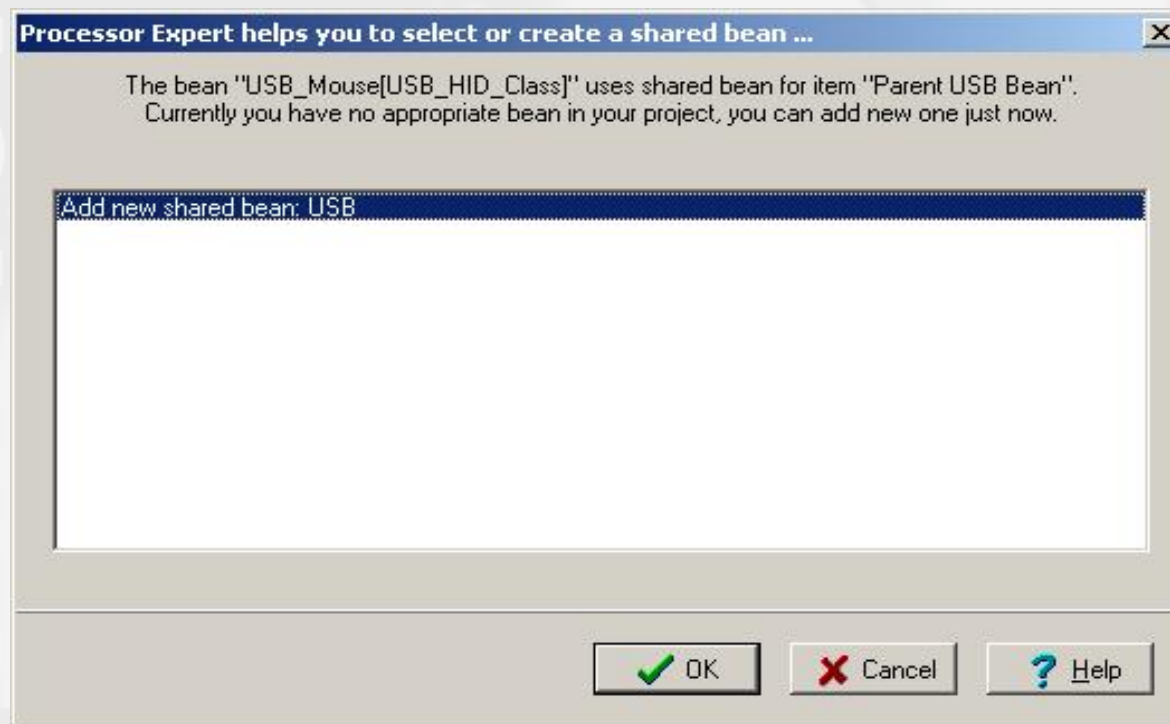 Processor Expert helps you to select or create a shared bean ...
The bean "USB_Mouse[USB_HID_Class]" uses shared bean for item "Parent USB Bean".
Currently you have no appropriate bean in your project, you can add new one just now.
Add new shared bean: USB
OK
Cancel
Help